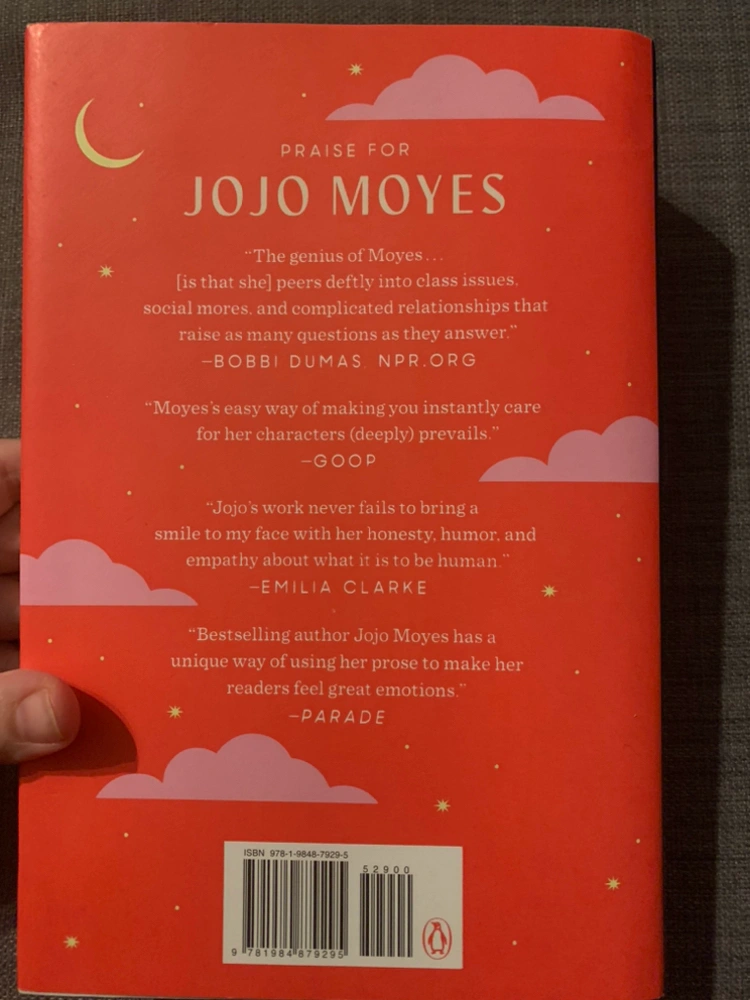 PRAISE FOR
JOJO MOYES
“The genius of Moyes...
[is that she] peers deftly into class issues,
social mores, and complicated relationships that
raise as many questions as they answer.”
—BOBBI DUMAS, NPR.ORG
“Moyes’s easy way of making you instantly care
for her characters (deeply) prevails.”
—GOOP
“Jojo’s work never fails to bring a
smile to my face with her honesty, humor, and
empathy about what it is to be human.”
—EMILIA CLARKE
“Bestselling author Jojo Moyes has a
unique way of using her prose to make her
readers feel great emotions.”
—PARADE
ISBN 978-1-9848-7929-5
52900
9 781984 879295